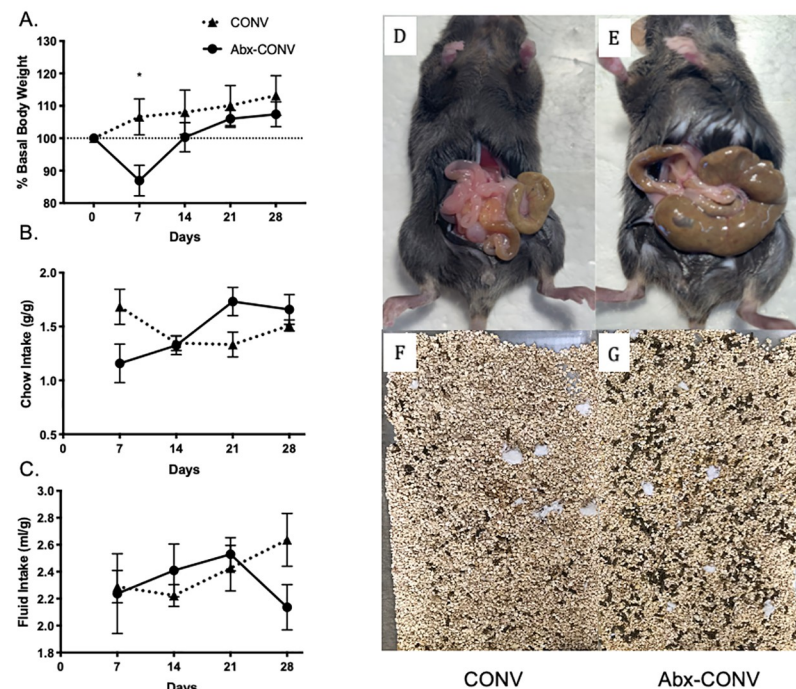 A.
CONV
Abx-CONV
% Basal Body Weight
130
120
110
100
90
80
*
0 7 14 21 28
Days
B.
Chow Intake (g/g)
2.0
1.5
1.0
0.5
0 7 14 21 28
Days
C.
Fluid Intake (ml/g)
3.0
2.8
2.6
2.4
2.2
2.0
1.8
0 7 14 21 28
Days
D
E
F
G
CONV Abx-CONV